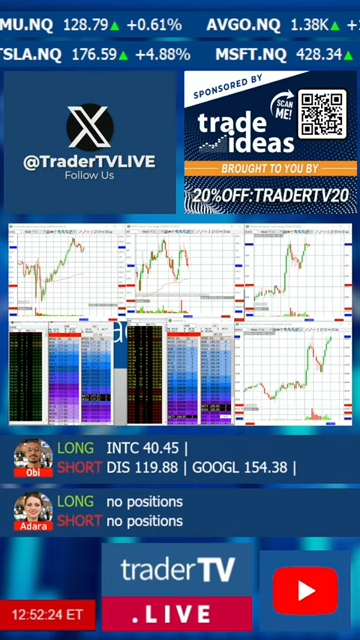 MU.NQ 128.79▲ +0.61% AVGO.NQ 1.38K▲ +
TSLA.NQ 176.59▲ +4.88% MSFT.NQ 428.34▲
X
@TraderTVLIVE
Follow Us
SPONSORED BY
SCAN
ME!
trade
ideas
BROUGHT TO YOU BY
20%OFF:TRADERTV20
LONG INTC 40.45 |
SHORT DIS 119.88 | GOOGL 154.38 |
Obi
LONG no positions
SHORT no positions
Adara
traderTV
.LIVE
12:52:24 ET